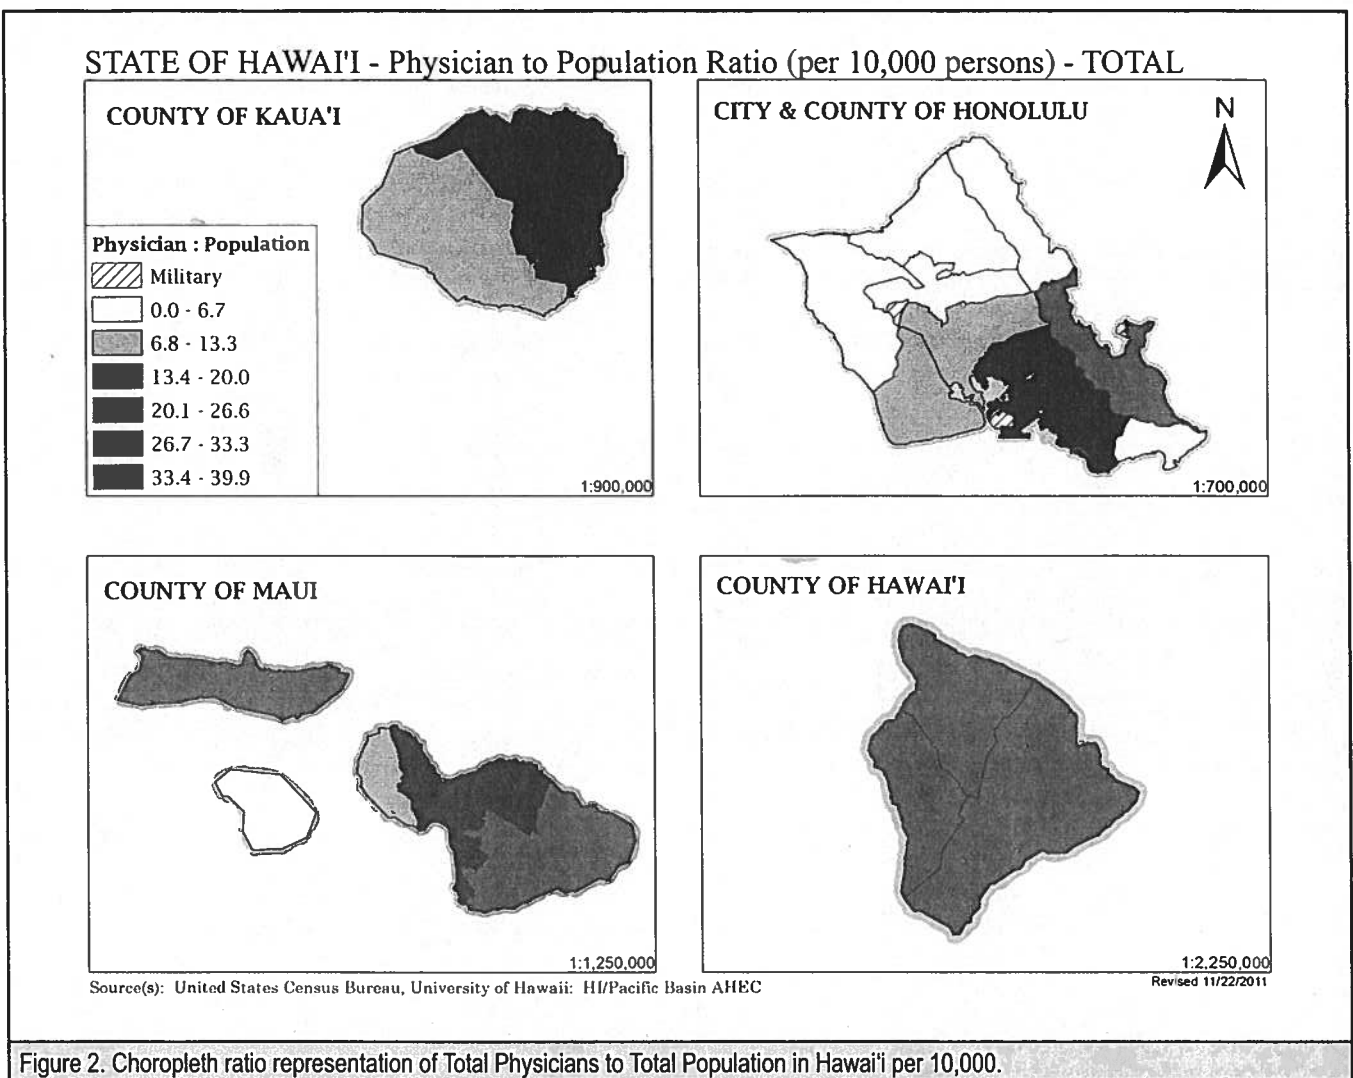 STATE OF HAWAI'I - Physician to Population Ratio (per 10,000 persons) - TOTAL
COUNTY OF KAUA'I
Physician : Population
Military
0.0 - 6.7
6.8 - 13.3
13.4 - 20.0
20.1 - 26.6
26.7 - 33.3
33.4 - 39.9
1:900,000
CITY & COUNTY OF HONOLULU
N
1:700,000
COUNTY OF MAUI
1:1,250,000
COUNTY OF HAWAI'I
1:2,250,000
Source(s): United States Census Bureau, University of Hawaii: HI/Pacific Basin AHEC
Revised 11/22/2011
Figure 2. Choropleth ratio representation of Total Physicians to Total Population in Hawai‘i per 10,000.